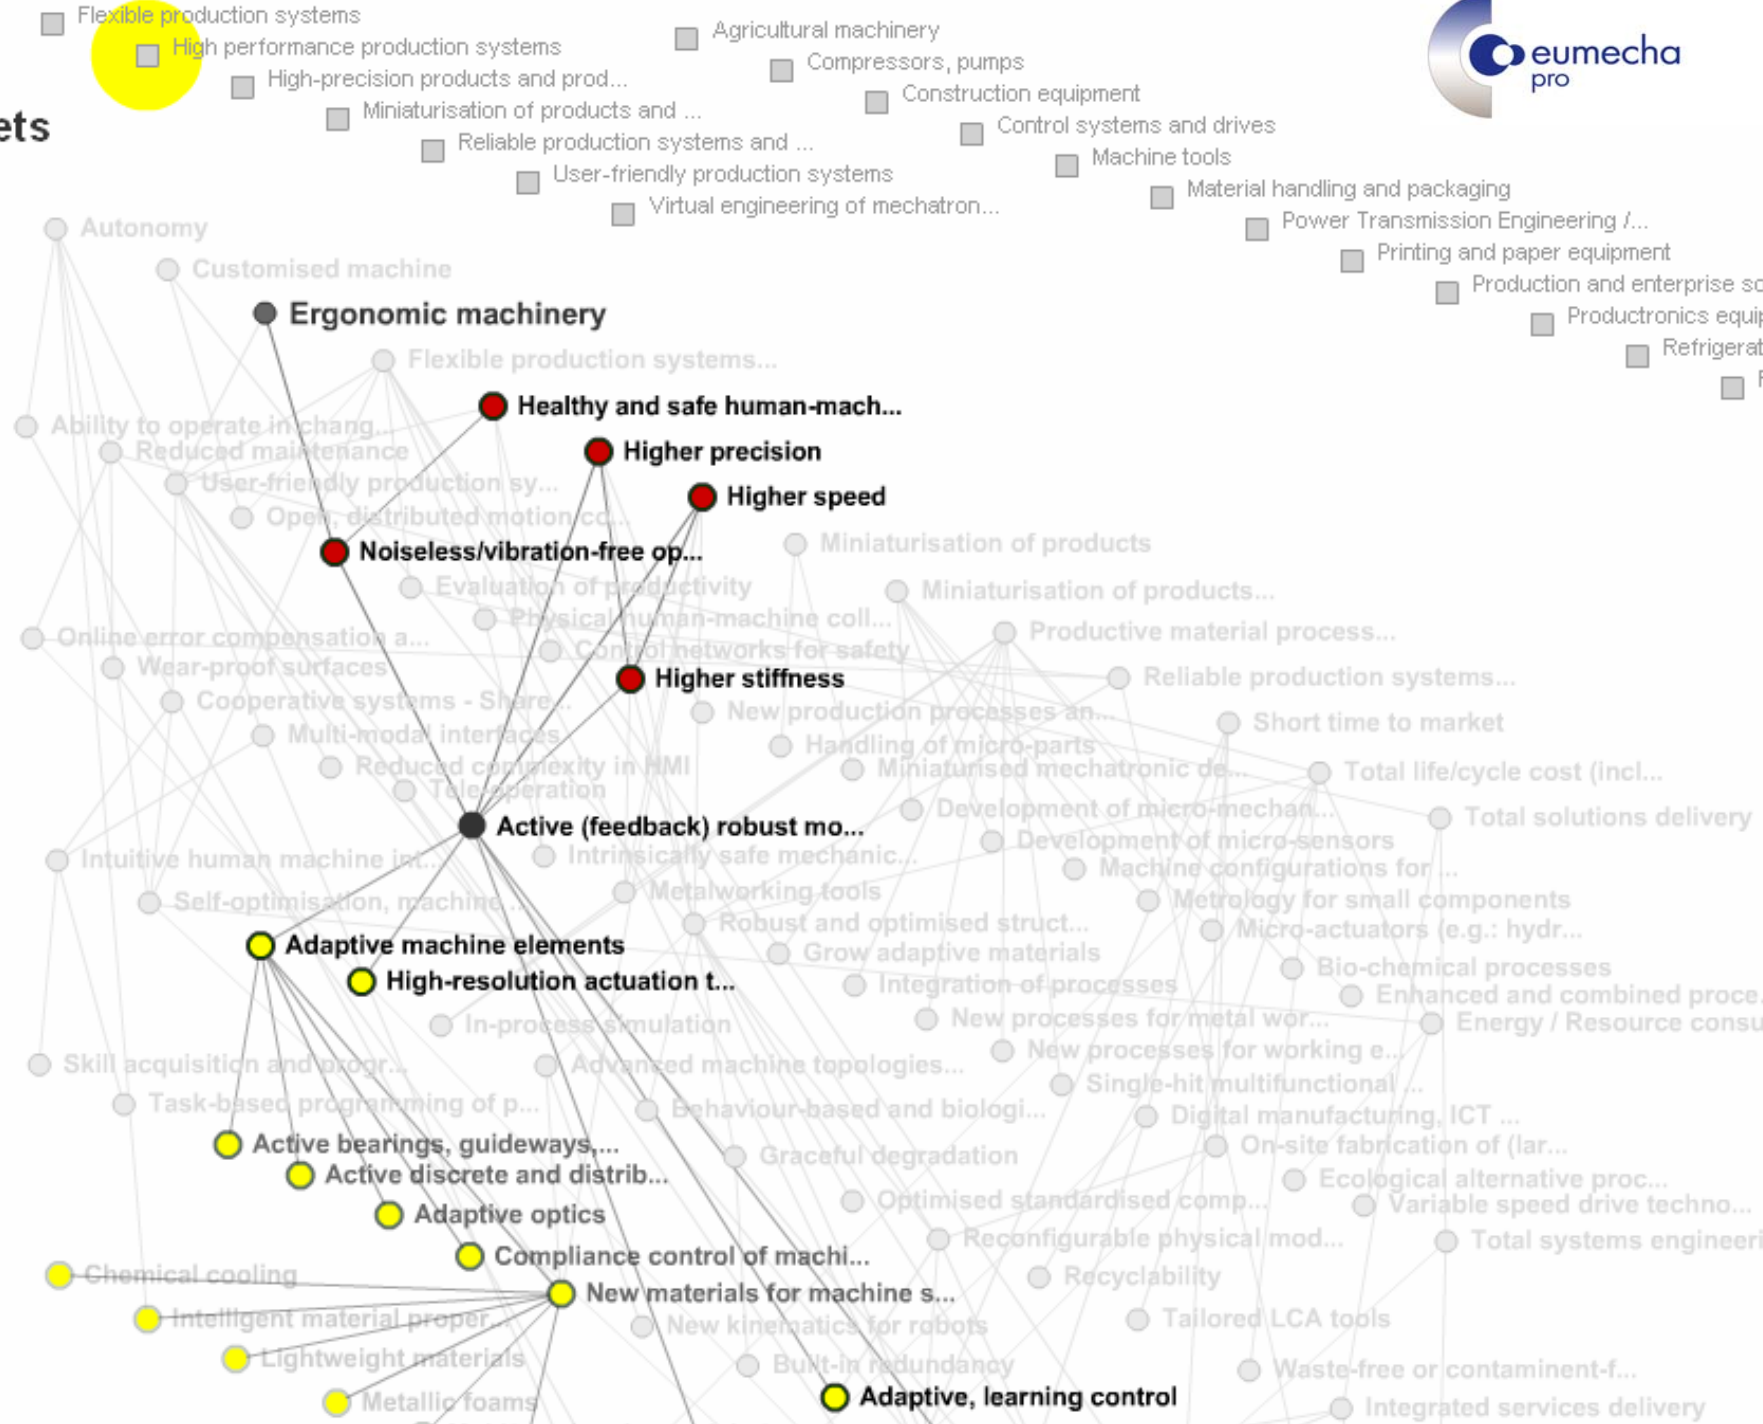 Flexible production systems
High performance production systems
High-precision products and prod...
Miniaturisation of products and ...
Reliable production systems and ...
User-friendly production systems
Virtual engineering of mechatron...
Agricultural machinery
Compressors, pumps
Construction equipment
Control systems and drives
Machine tools
Material handling and packaging
Power Transmission Engineering /...
Printing and paper equipment
Production and enterprise so
Productronics equip
Refrigerat
eumecha
pro
ets
Autonomy
Customised machine
Ergonomic machinery
Flexible production systems...
Healthy and safe human-mach...
Ability to operate in chang...
Reduced maintenance
Higher precision
User-friendly production sy...
Higher speed
Open, distributed motion co...
Noiseless/vibration-free op...
Miniaturisation of products
Evaluation of productivity
Miniaturisation of products...
Physical human-machine coll...
Productive material process...
Online error compensation a...
Control networks for safety
Wear-proof surfaces
Higher stiffness
Reliable production systems...
Cooperative systems - Share...
New production processes an...
Short time to market
Multi-modal interfaces
Handling of micro-parts
Reduced complexity in HMI
Miniaturised mechatronic de...
Total life/cycle cost (incl...
Tele-operation
Development of micro-mechan...
Total solutions delivery
Active (feedback) robust mo...
Development of micro-sensors
Intuitive human machine int...
Intrinsically safe mechanic...
Machine configurations for ...
Self-optimisation, machine ...
Metalworking tools
Metrology for small components
Robust and optimised struct...
Micro-actuators (e.g.: hydr...
Adaptive machine elements
Grow adaptive materials
Bio-chemical processes
High-resolution actuation t...
Integration of processes
Enhanced and combined proce.
In-process simulation
New processes for metal wor...
Energy / Resource consu
Skill acquisition and progr...
Advanced machine topologies...
New processes for working e...
Single-hit multifunctional ...
Task-based programming of p...
Behaviour-based and biologi...
Digital manufacturing, ICT ...
Active bearings, guideways,...
Graceful degradation
On-site fabrication of (lar...
Active discrete and distrib...
Ecological alternative proc...
Adaptive optics
Optimised standardised comp...
Variable speed drive techno...
Compliance control of machi...
Reconfigurable physical mod...
Total systems engineeri
Chemical cooling
New materials for machine s...
Recyclability
Intelligent material proper...
New kinematics for robots
Tailored LCA tools
Lightweight materials
Built-in redundancy
Waste-free or contaminent-f...
Metallic foams
Adaptive, learning control
Integrated services delivery